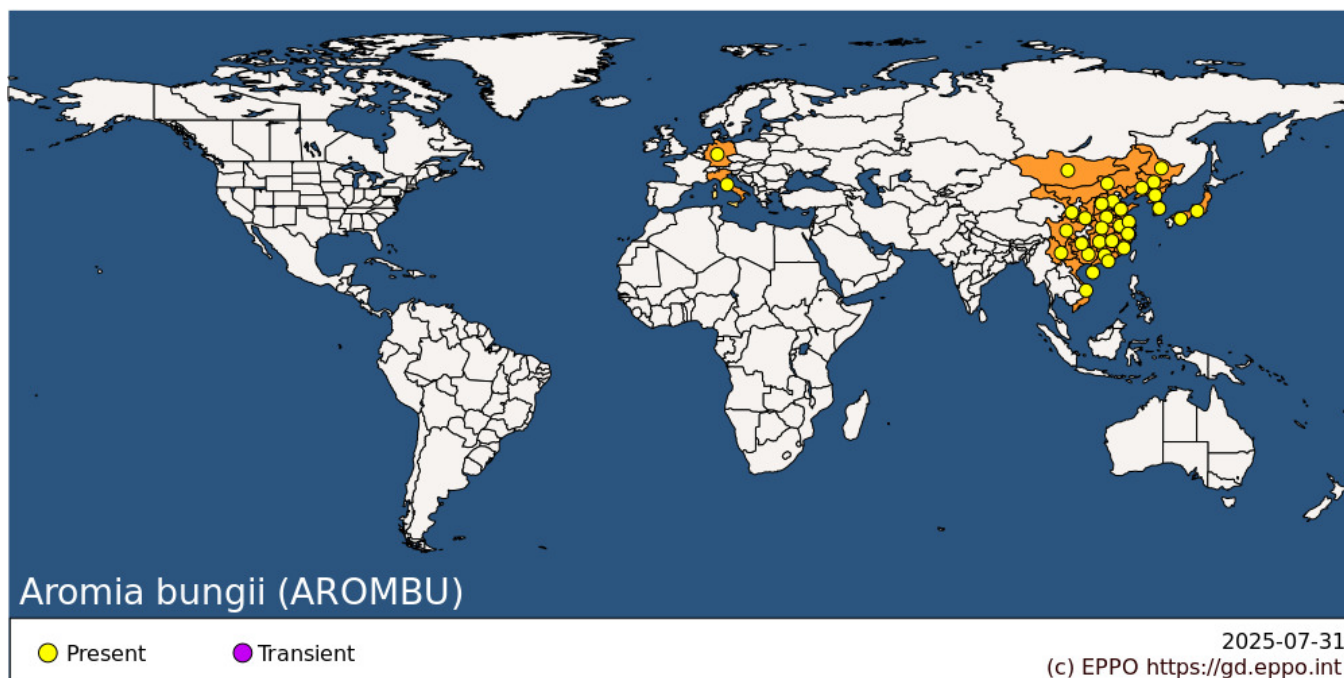 Aromia bungii (AROMBU)
Present
Transient
2025-07-31
(c) EPPO https://gd.eppo.int